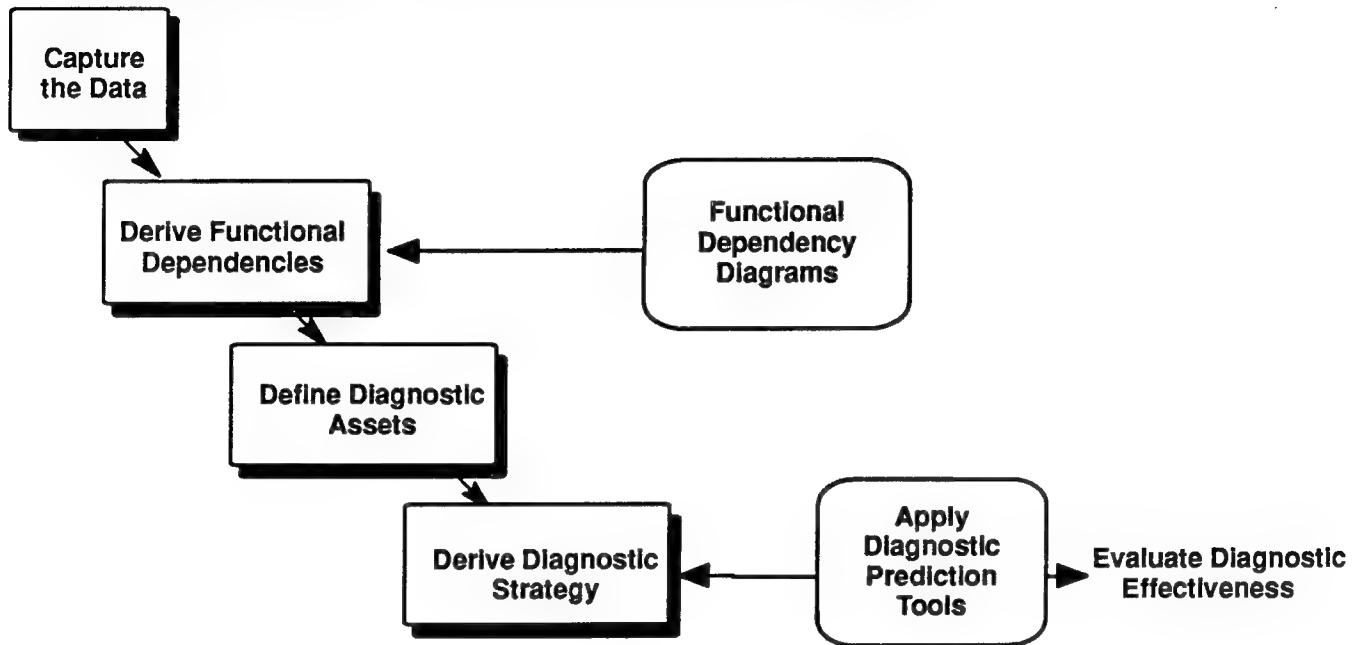 Capture
the Data
Derive Functional
Dependencies
Functional
Dependency
Diagrams
Define Diagnostic
Assets
Derive Diagnostic
Strategy
Apply
Diagnostic
Prediction
Tools
Evaluate Diagnostic
Effectiveness